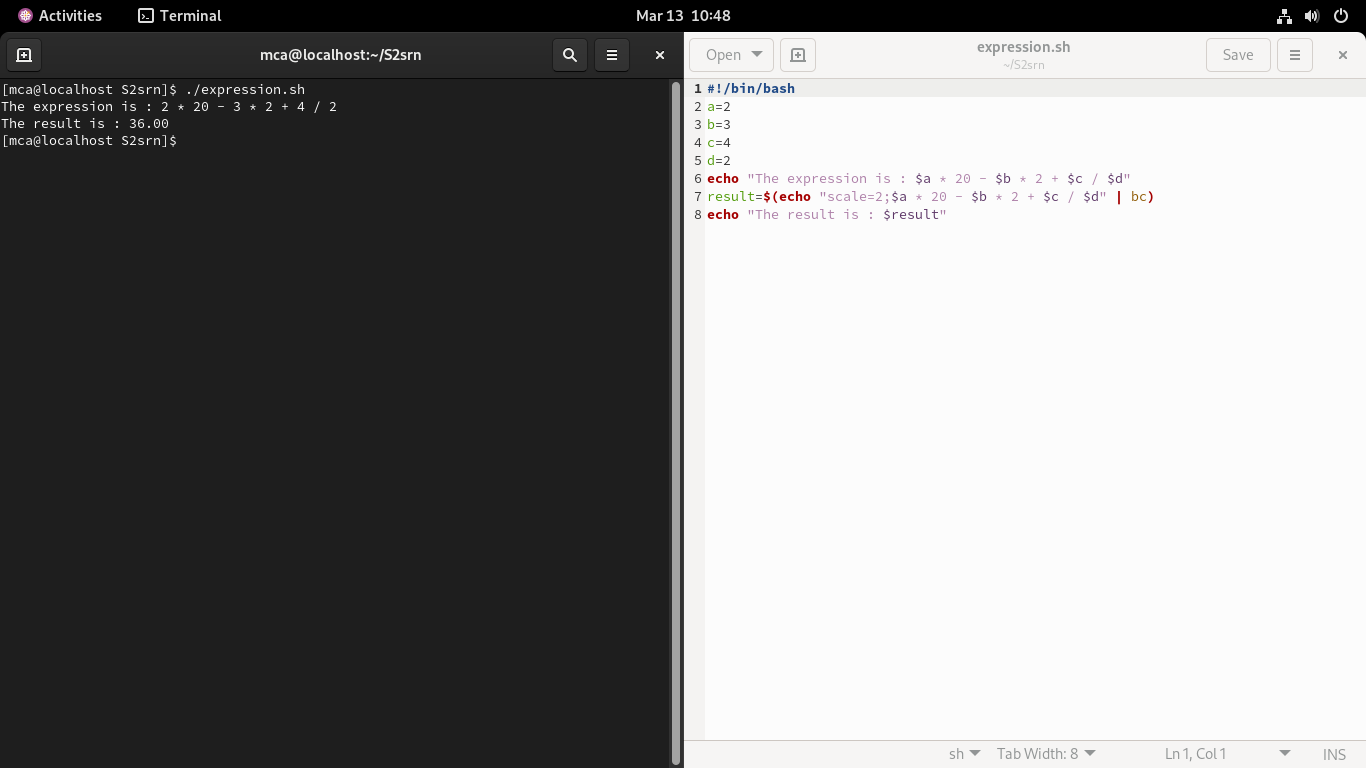 Activities Terminal Mar 13 10:48
mca@localhost:~/S2srn
[mca@localhost S2srn]$ ./expression.sh
The expression is : 2 * 20 - 3 * 2 + 4 / 2
The result is : 36.00
[mca@localhost S2srn]$
Open expression.sh Save
~/S2srn
1 #!/bin/bash
2 a=2
3 b=3
4 c=4
5 d=2
6 echo "The expression is : $a * 20 - $b * 2 + $c / $d"
7 result=$(echo "scale=2;$a * 20 - $b * 2 + $c / $d" | bc)
8 echo "The result is : $result"
sh Tab Width: 8 Ln 1, Col 1 INS